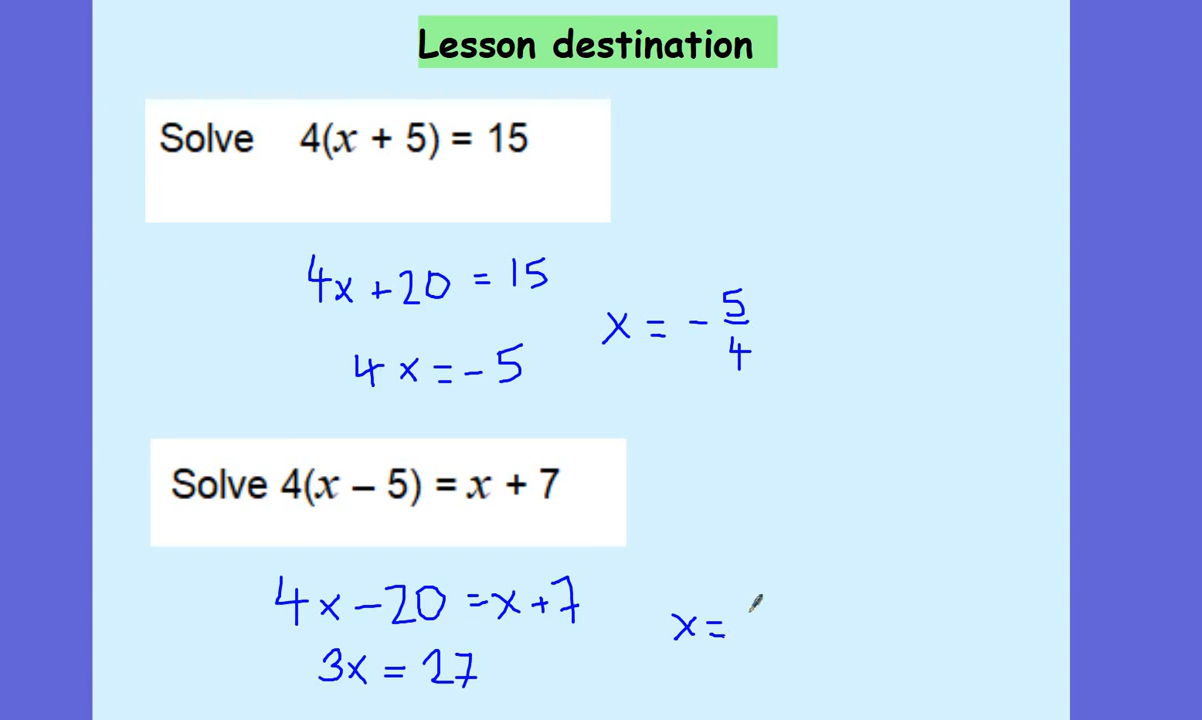 Lesson destination
Solve 4(x + 5) = 15
4x + 20 = 15
4x = - 5
x = - 5/4
Solve 4(x – 5) = x + 7
4x - 20 = x + 7
3x = 27
x =